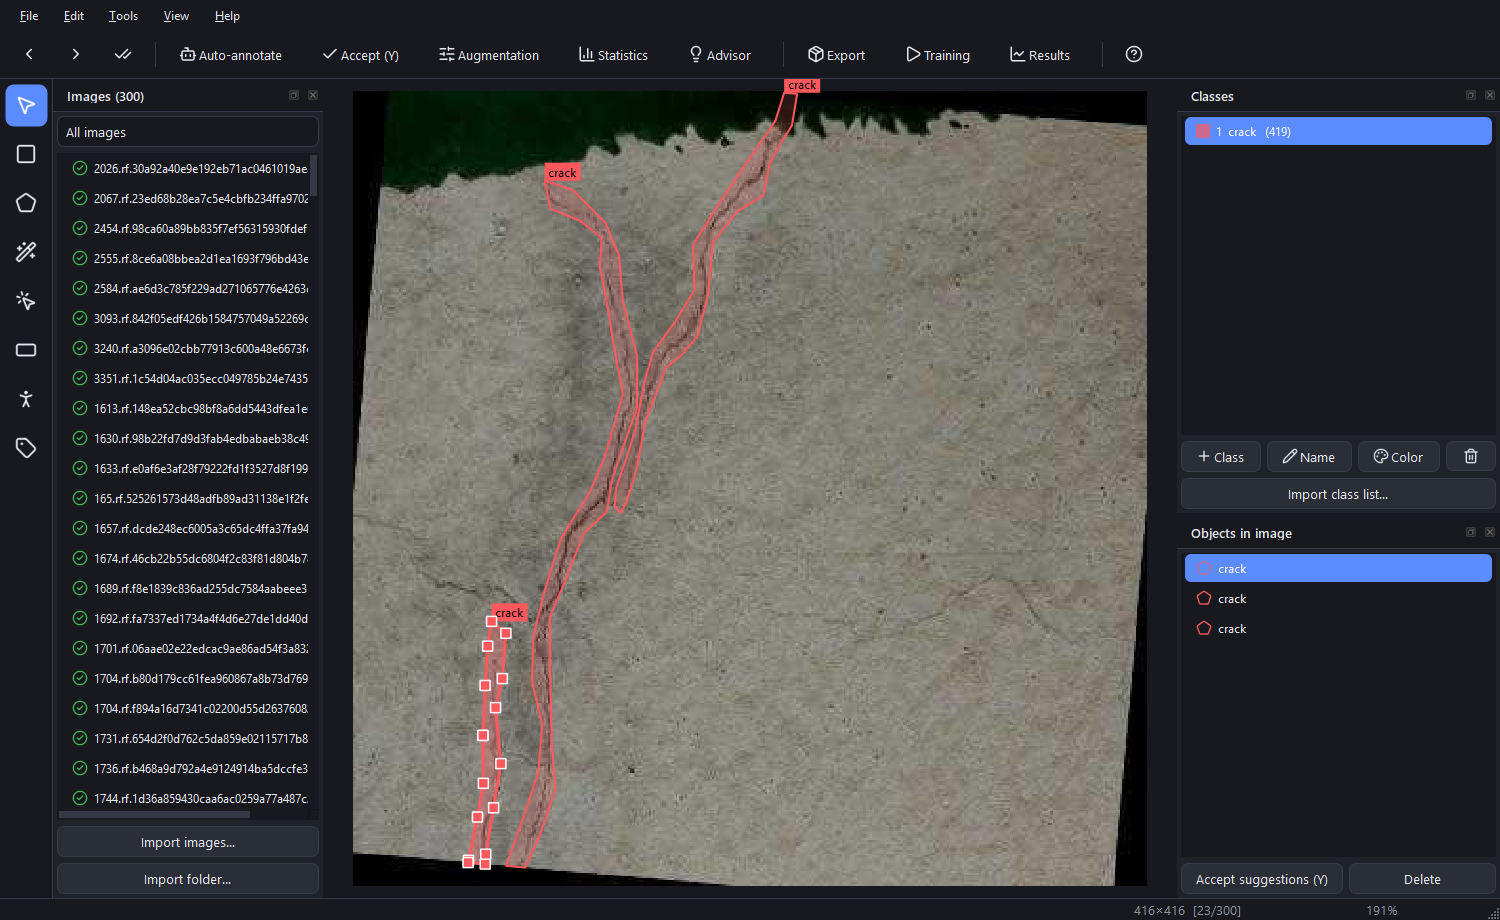 File Edit Tools View Help
Auto-annotate Accept (Y) Augmentation Statistics Advisor Export Training Results
Images (300)
All images
2026.rf.30a92a40e9e192eb71ac0461019ae
2067.rf.23ed68b28ea7c5e4cbfb234ffa9702
2454.rf.98ca60a89bb835f7ef56315930fdef
2555.rf.8ce6a08bbea2d1ea1693f796bd43e
2584.rf.ae6d3c785f229ad271065776e4263
3093.rf.842f05edf426b1584757049a52269c
3240.rf.a3096e02cbb77913c600a48e6673f
3351.rf.1c54d04ac035ecc049785b24e7435
1613.rf.148ea52cbc98bf8a6dd5443dfea1e
1630.rf.98b22fd7d9d3fab4edbabaeb38c49
1633.rf.e0af6e3af28f79222fd1f3527d8f199
165.rf.525261573d48adfb89ad31138e1f2fe
1657.rf.dcde248ec6005a3c65dc4ffa37fa94
1674.rf.46cb22b55dc6804f2c83f81d804b7
1689.rf.f8e1839c836ad255dc7584aabeee3
1692.rf.fa7337ed1734a4f4d6e27de1dd40d
1701.rf.06aae02e22edcac9ae86ad54f3a83
1704.rf.b80d179cc61fea960867a8b73d769
1704.rf.f894a16d7341c02200d55d2637608
1731.rf.654d2f0d762c5da859e02115717b8
1736.rf.b468a9d792a4e9124914ba5dccfe3
1744.rf.1d36a859430caa6ac0259a77a487c
Import images...
Import folder...
crack
crack
crack
Classes
1 crack (419)
+ Class Name Color
Import class list...
Objects in image
crack
crack
crack
Accept suggestions (Y) Delete
416×416 [23/300] 191%